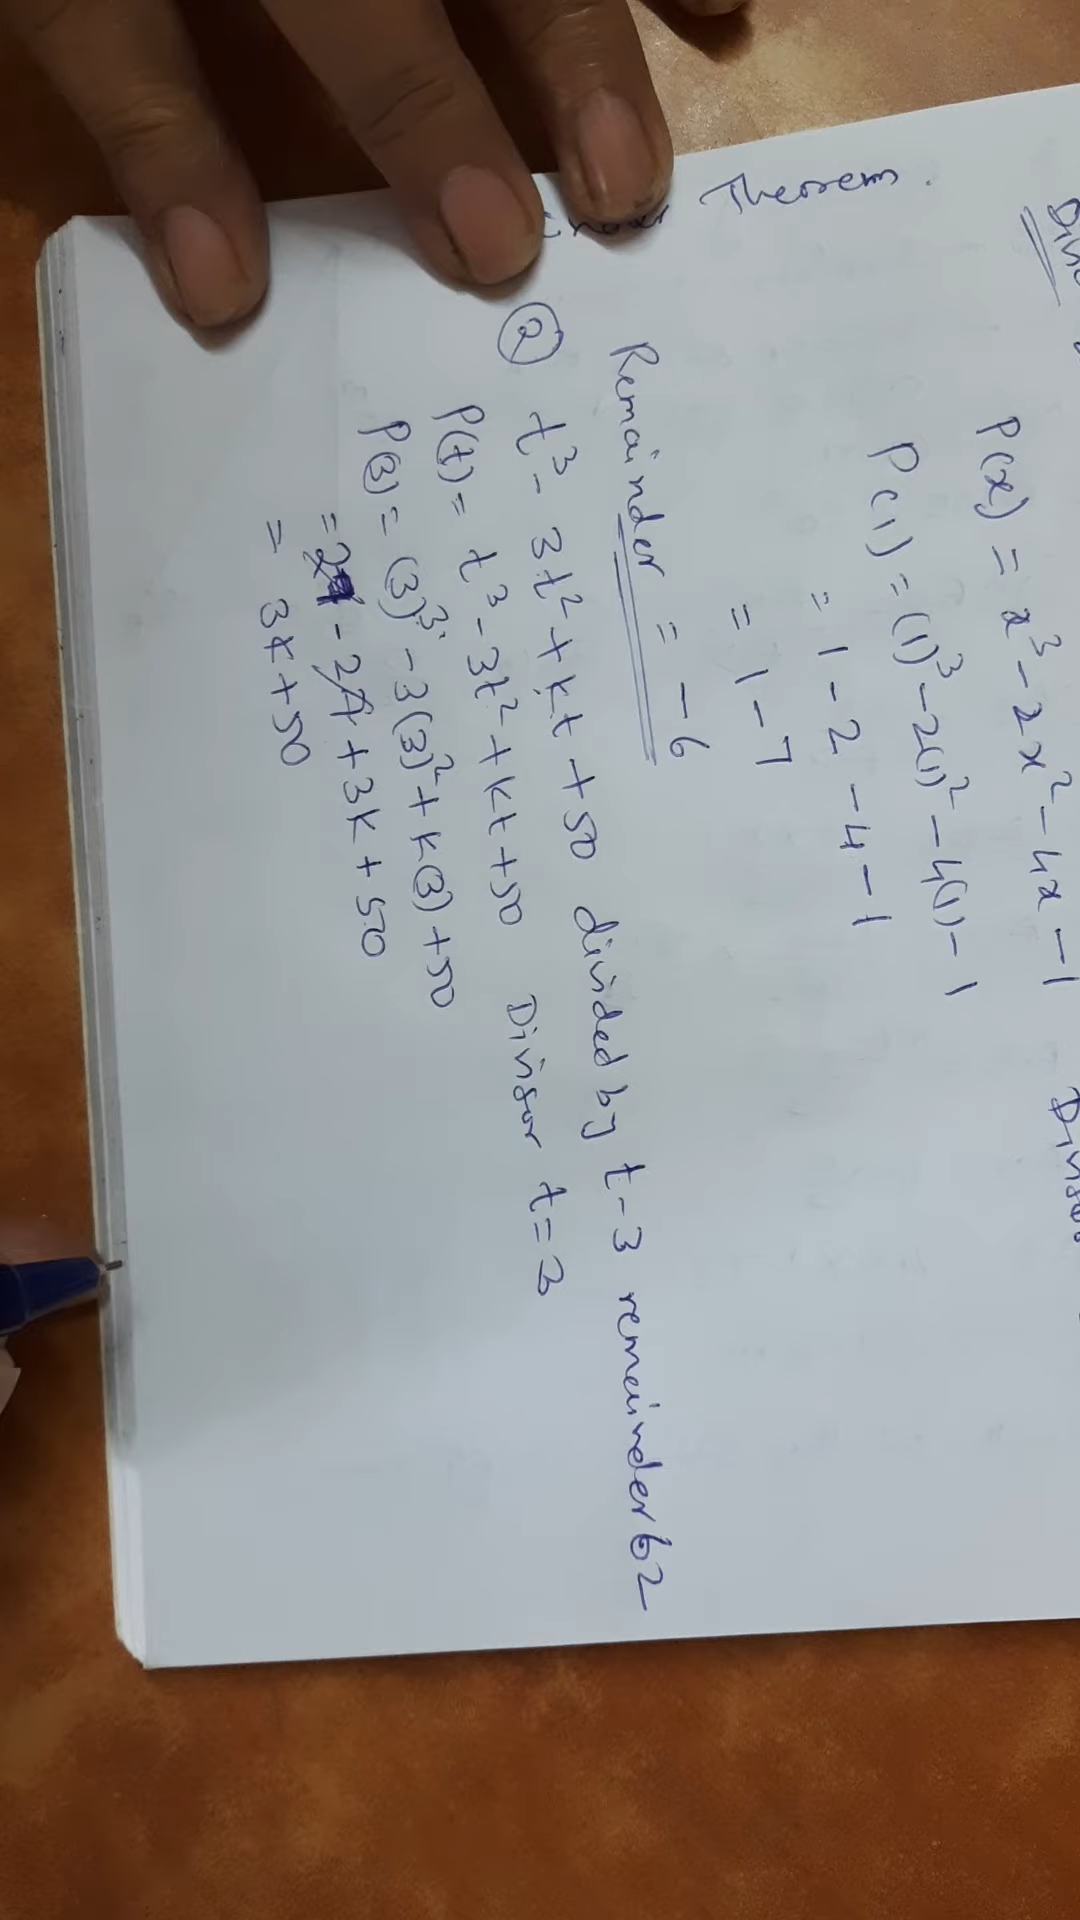 Theorem.
P(x) = x³ - 2x² - 4x - 1
P(1) = (1)³ - 2(1)² - 4(1) - 1
= 1 - 2 - 4 - 1
= 1 - 7
Remainder = -6
② t³ - 3t² + kt + 50 divided by t-3 remainder 62
P(t) = t³ - 3t² + kt + 50 Divisor t = 3
P(3) = (3)³ - 3(3)² + k(3) + 50
= 27 - 27 + 3k + 50
= 3k + 50